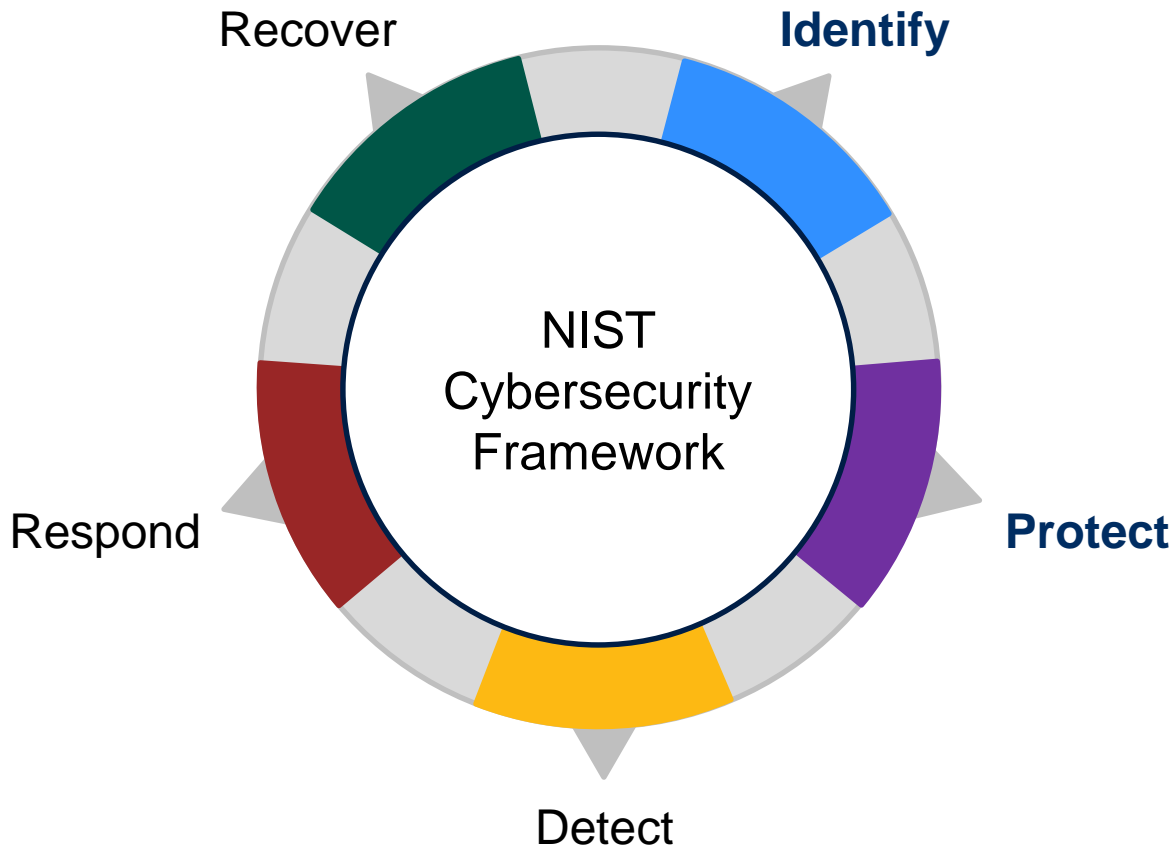 Recover
Identify
NIST
Cybersecurity
Framework
Respond
Protect
Detect